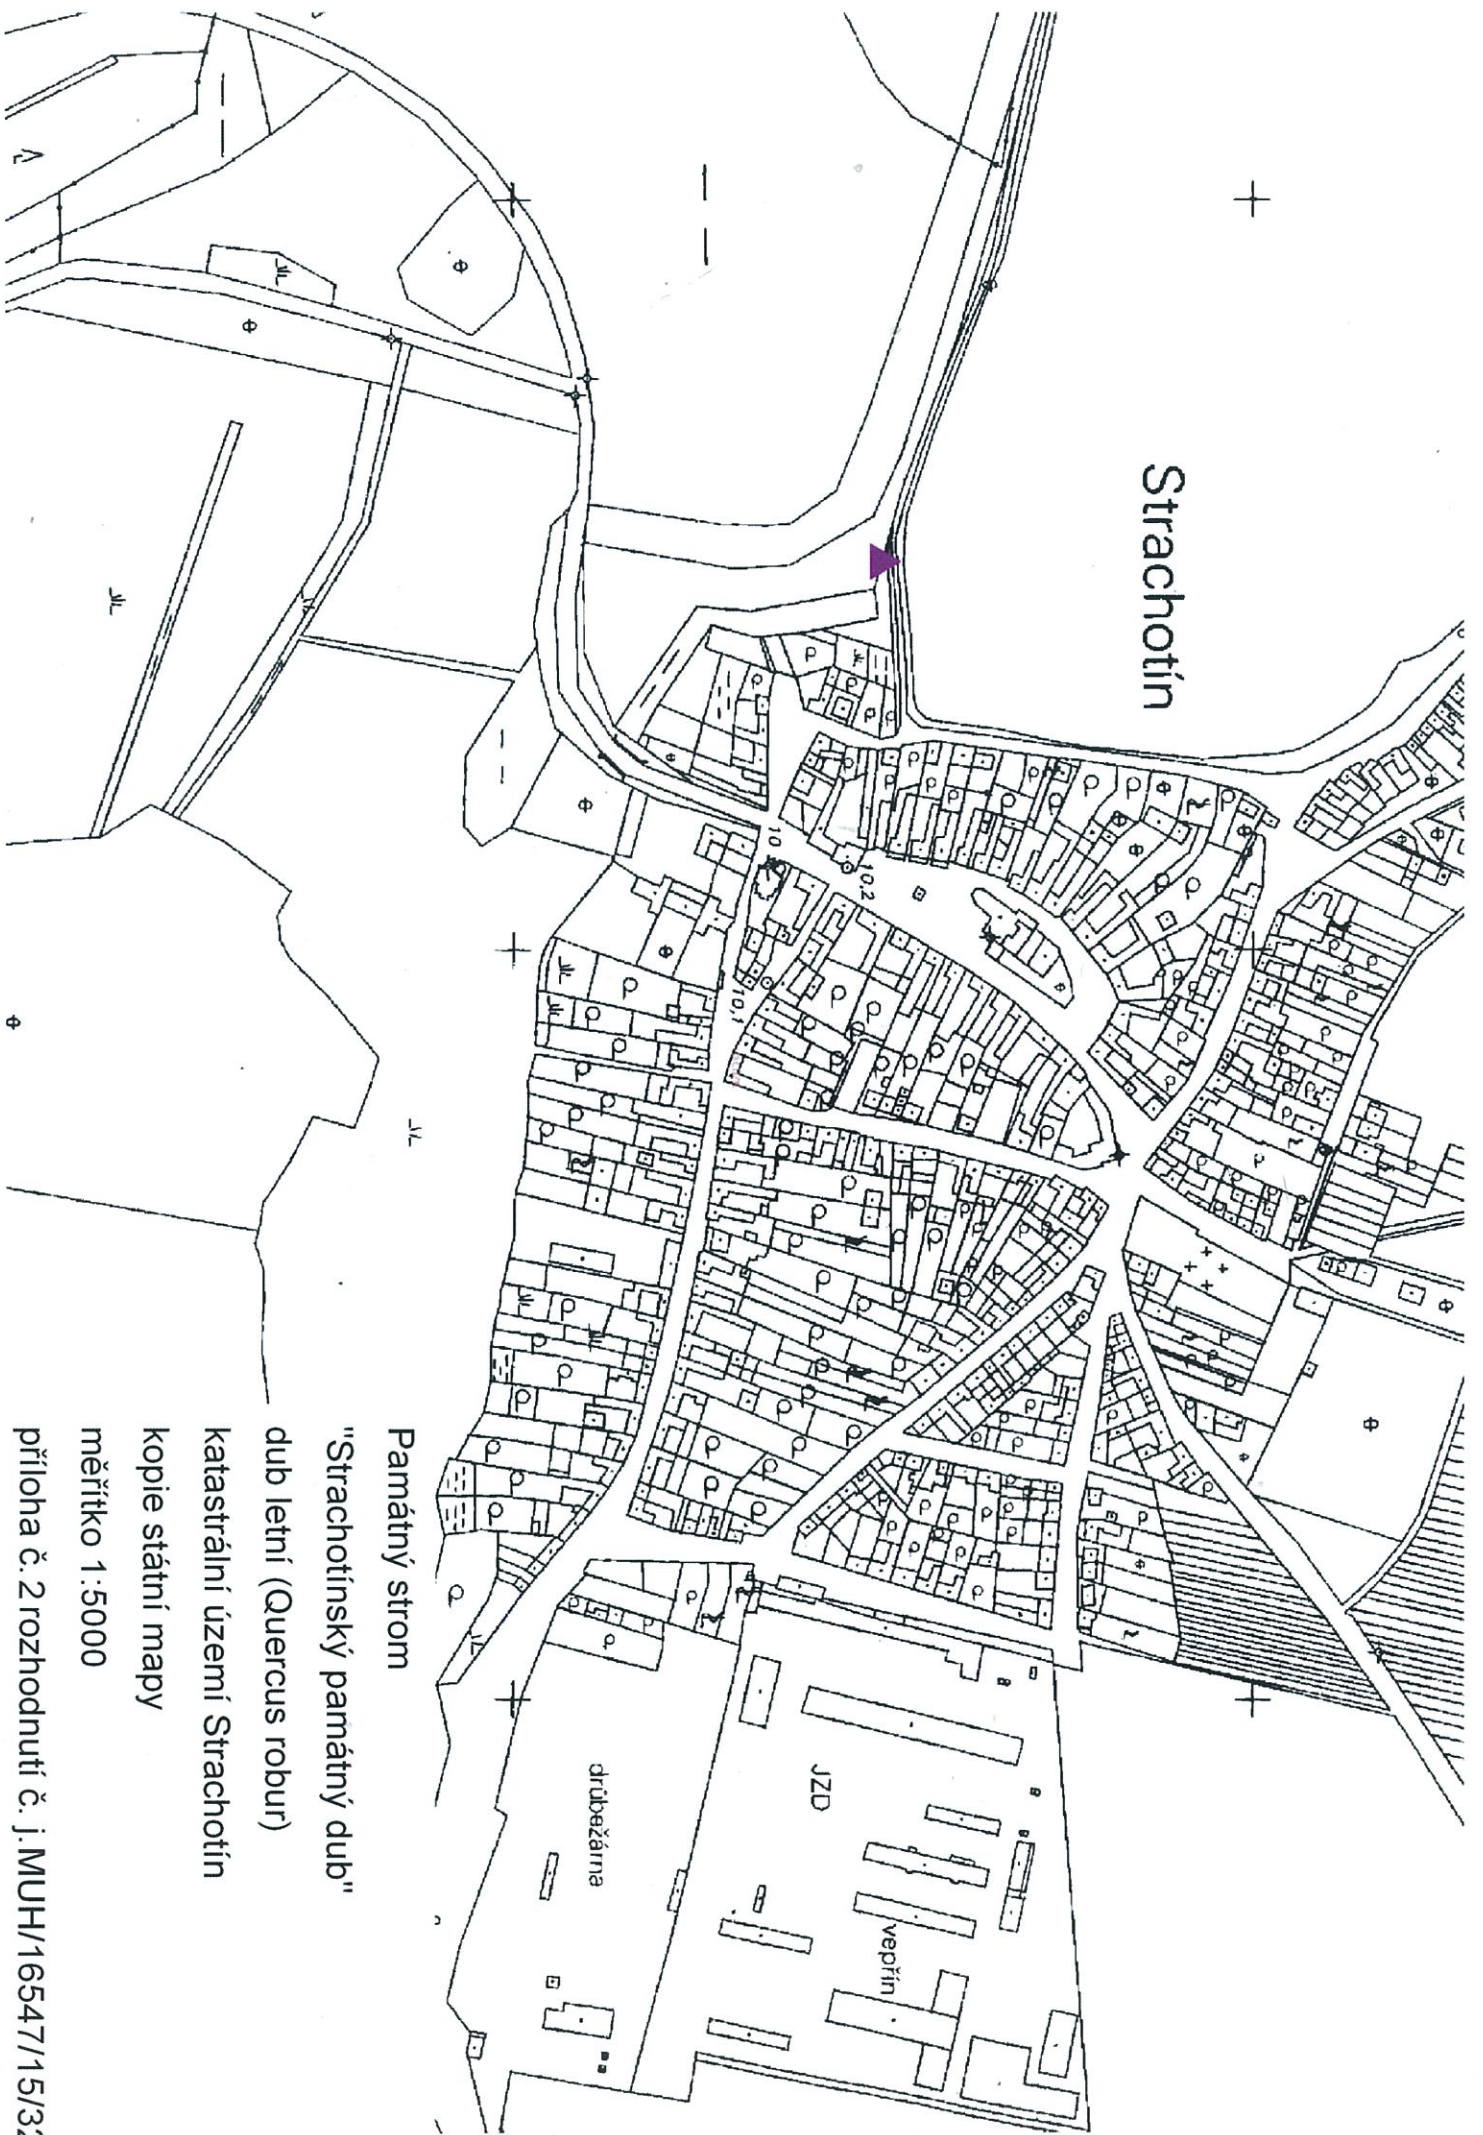 Strachotín
10
10,2
10,1
JZD
vepřín
drůbežárna
Památný strom
"Strachotínský památný dub"
dub letní (Quercus robur)
katastrální území Strachotín
kopie státní mapy
měřítko 1:5000
příloha č. 2 rozhodnutí č. j.MUH/16547/15/32